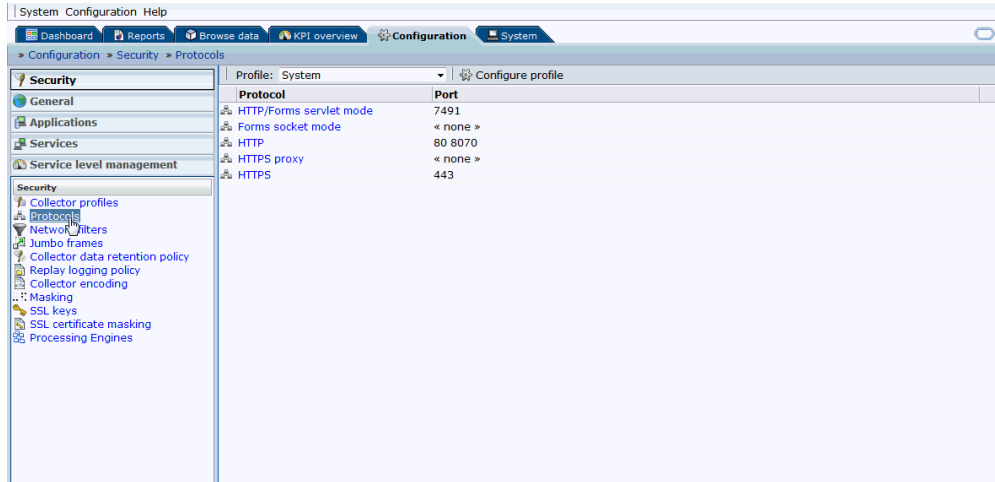 System Configuration Help
Dashboard Reports Browse data KPI overview Configuration System
» Configuration » Security » Protocols
Security
General
Applications
Services
Service level management
Security
Collector profiles
Protocols
Network filters
Jumbo frames
Collector data retention policy
Replay logging policy
Collector encoding
Masking
SSL keys
SSL certificate masking
Processing Engines
Profile: System Configure profile
Protocol Port
HTTP/Forms servlet mode 7491
Forms socket mode « none »
HTTP 80 8070
HTTPS proxy « none »
HTTPS 443